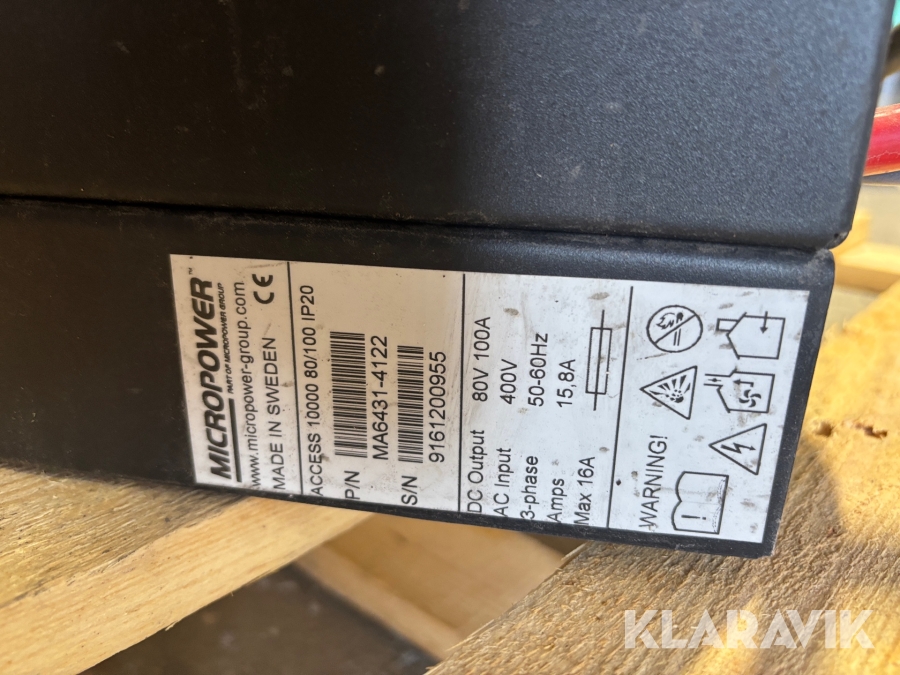 MICROPOWER™
PART OF MICROPOWER GROUP
www.micropower-group.com
MADE IN SWEDEN CE
ACCESS 10000 80/100 IP20
P/N
MA6431-4122
S/N
9161200955
DC Output 80V 100A
AC Input 400V
3-phase 50-60Hz
Amps 15,8A
Max 16A
WARNING!
KLARAVIK